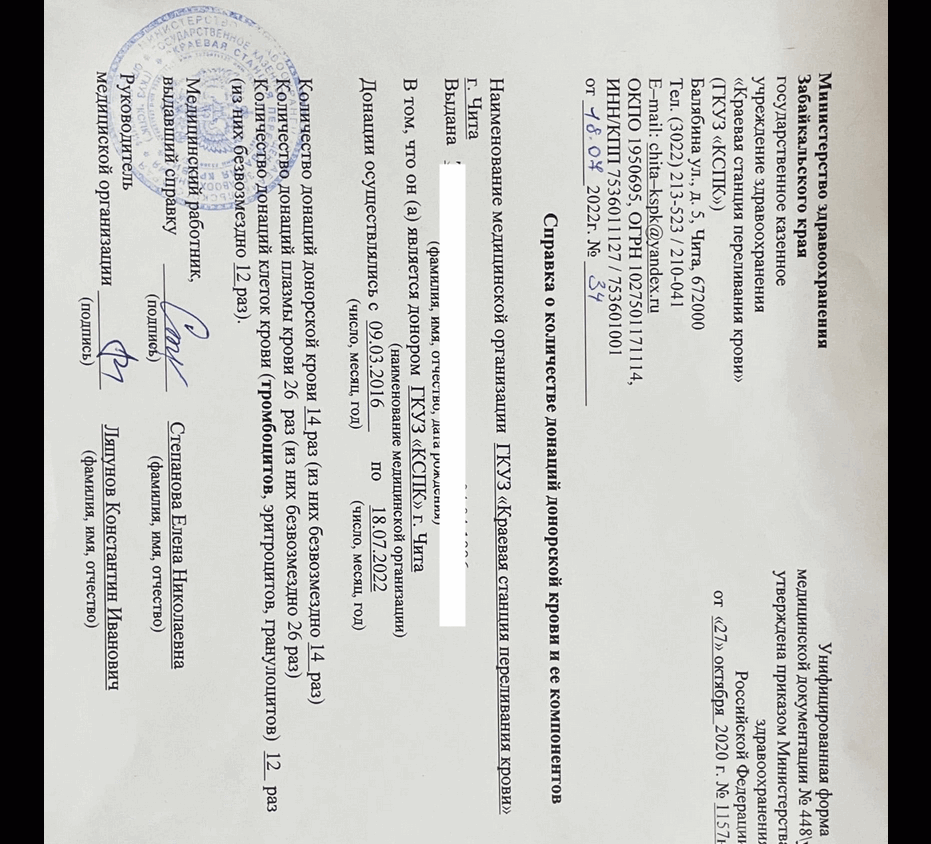 Министерство здравоохранения
Забайкальского края
государственное казенное
учреждение здравоохранения
«Краевая станция переливания крови»
(ГКУЗ «КСПК»)
Балябина ул., д. 5, Чита, 672000
Тел. (3022) 213-523 / 210-041
E–mail: chita–kspk@yandex.ru
ОКПО 1950695, ОГРН 1027501171114,
ИНН/КПП 7536011127 / 753601001
от 18.07 2022г. № 34
Унифицированная форма
медицинской документации № 448\
утверждена приказом Министерства
здравоохранения
Российской Федерации
от «27» октября 2020 г. № 1157н
Справка о количестве донаций донорской крови и ее компонентов
Наименование медицинской организации ГКУЗ «Краевая станция переливания крови»
г. Чита
Выдана
(фамилия, имя, отчество, дата рождения)
В том, что он (а) является донором ГКУЗ «КСПК» г. Чита
(наименование медицинской организации)
Донации осуществлялись с 09.03.2016 по 18.07.2022
(число, месяц, год) (число, месяц, год)
Количество донаций донорской крови 14 раз (из них безвозмездно 14 раз)
Количество донаций плазмы крови 26 раз (из них безвозмездно 26 раз)
Количество донаций клеток крови (тромбоцитов, эритроцитов, гранулоцитов) 12 раз
(из них безвозмездно 12 раз).
Медицинский работник,
выдавший справку Степанова Елена Николаевна
(подпись) (фамилия, имя, отчество)
Руководитель
медицинской организации Ляпунов Константин Иванович
(подпись) (фамилия, имя, отчество)